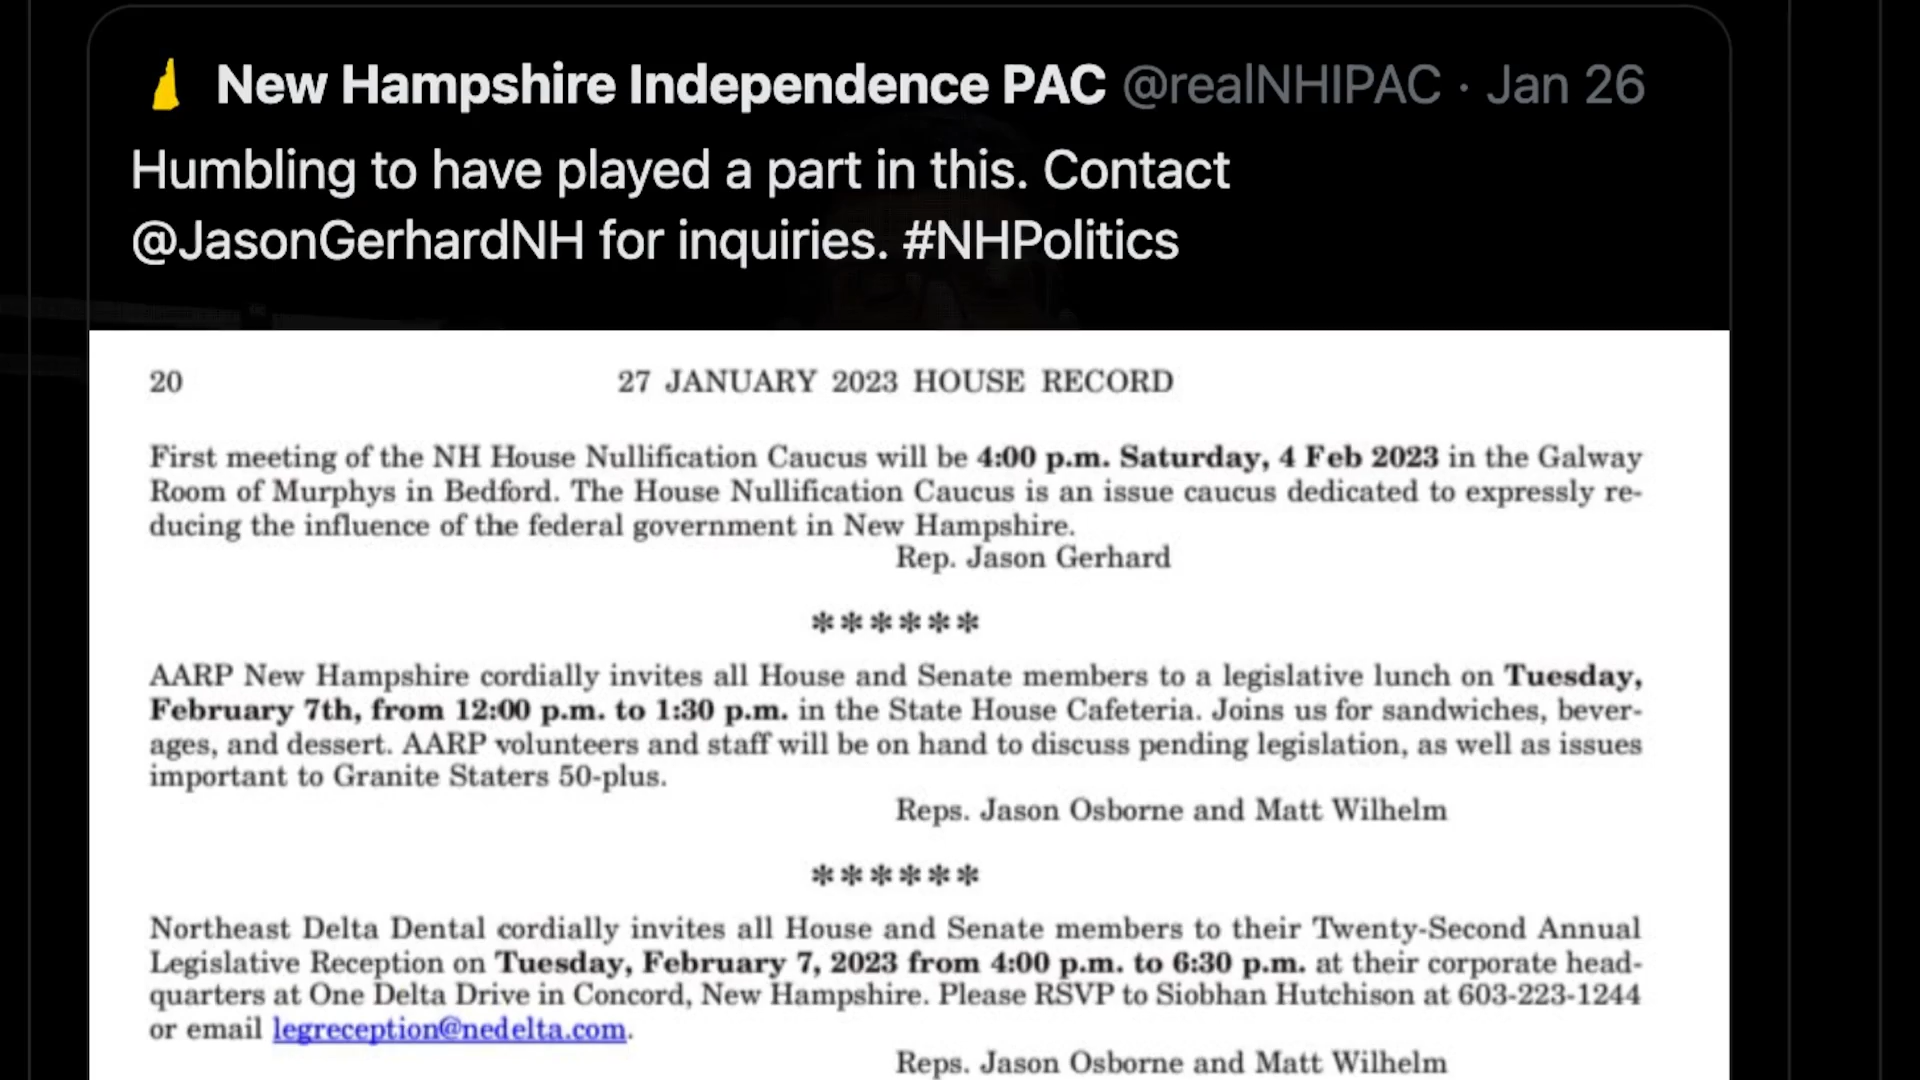 New Hampshire Independence PAC @realNHIPAC · Jan 26
Humbling to have played a part in this. Contact
@JasonGerhardNH for inquiries. #NHPolitics
20 27 JANUARY 2023 HOUSE RECORD
First meeting of the NH House Nullification Caucus will be 4:00 p.m. Saturday, 4 Feb 2023 in the Galway
Room of Murphys in Bedford. The House Nullification Caucus is an issue caucus dedicated to expressly re-
ducing the influence of the federal government in New Hampshire.
Rep. Jason Gerhard
******
AARP New Hampshire cordially invites all House and Senate members to a legislative lunch on Tuesday,
February 7th, from 12:00 p.m. to 1:30 p.m. in the State House Cafeteria. Joins us for sandwiches, bever-
ages, and dessert. AARP volunteers and staff will be on hand to discuss pending legislation, as well as issues
important to Granite Staters 50-plus.
Reps. Jason Osborne and Matt Wilhelm
******
Northeast Delta Dental cordially invites all House and Senate members to their Twenty-Second Annual
Legislative Reception on Tuesday, February 7, 2023 from 4:00 p.m. to 6:30 p.m. at their corporate head-
quarters at One Delta Drive in Concord, New Hampshire. Please RSVP to Siobhan Hutchison at 603-223-1244
or email legreception@nedelta.com.
Reps. Jason Osborne and Matt Wilhelm